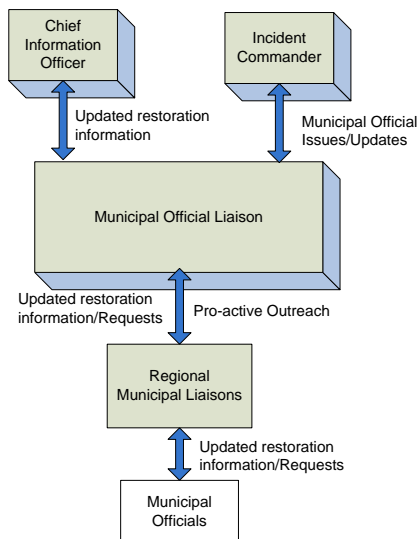 Chief
Information
Officer
Incident
Commander
Updated restoration
information
Municipal Official
Issues/Updates
Municipal Official Liaison
Updated restoration
information/Requests
Pro-active Outreach
Regional
Municipal Liaisons
Updated restoration
information/Requests
Municipal
Officials